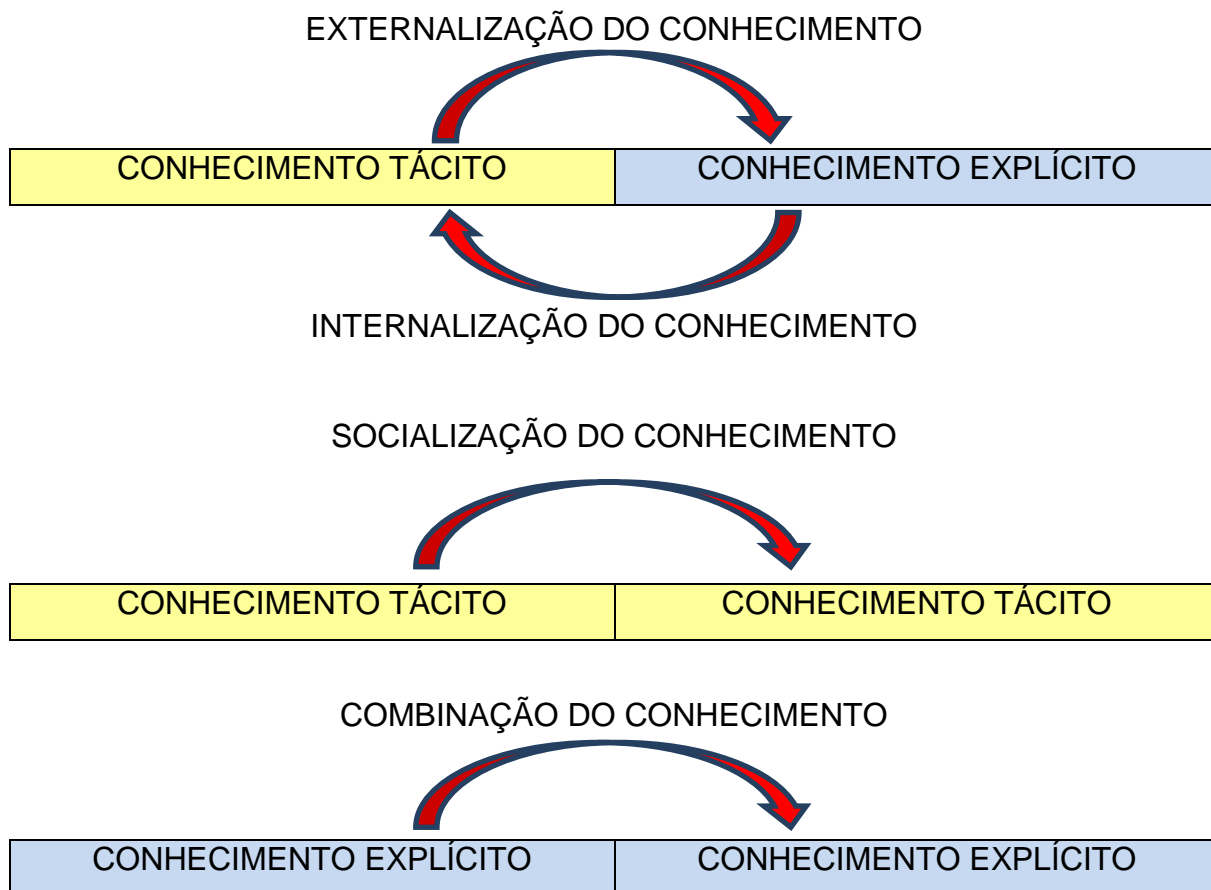 EXTERNALIZAÇÃO DO CONHECIMENTO
CONHECIMENTO TÁCITO CONHECIMENTO EXPLÍCITO
INTERNALIZAÇÃO DO CONHECIMENTO
SOCIALIZAÇÃO DO CONHECIMENTO
CONHECIMENTO TÁCITO CONHECIMENTO TÁCITO
COMBINAÇÃO DO CONHECIMENTO
CONHECIMENTO EXPLÍCITO CONHECIMENTO EXPLÍCITO